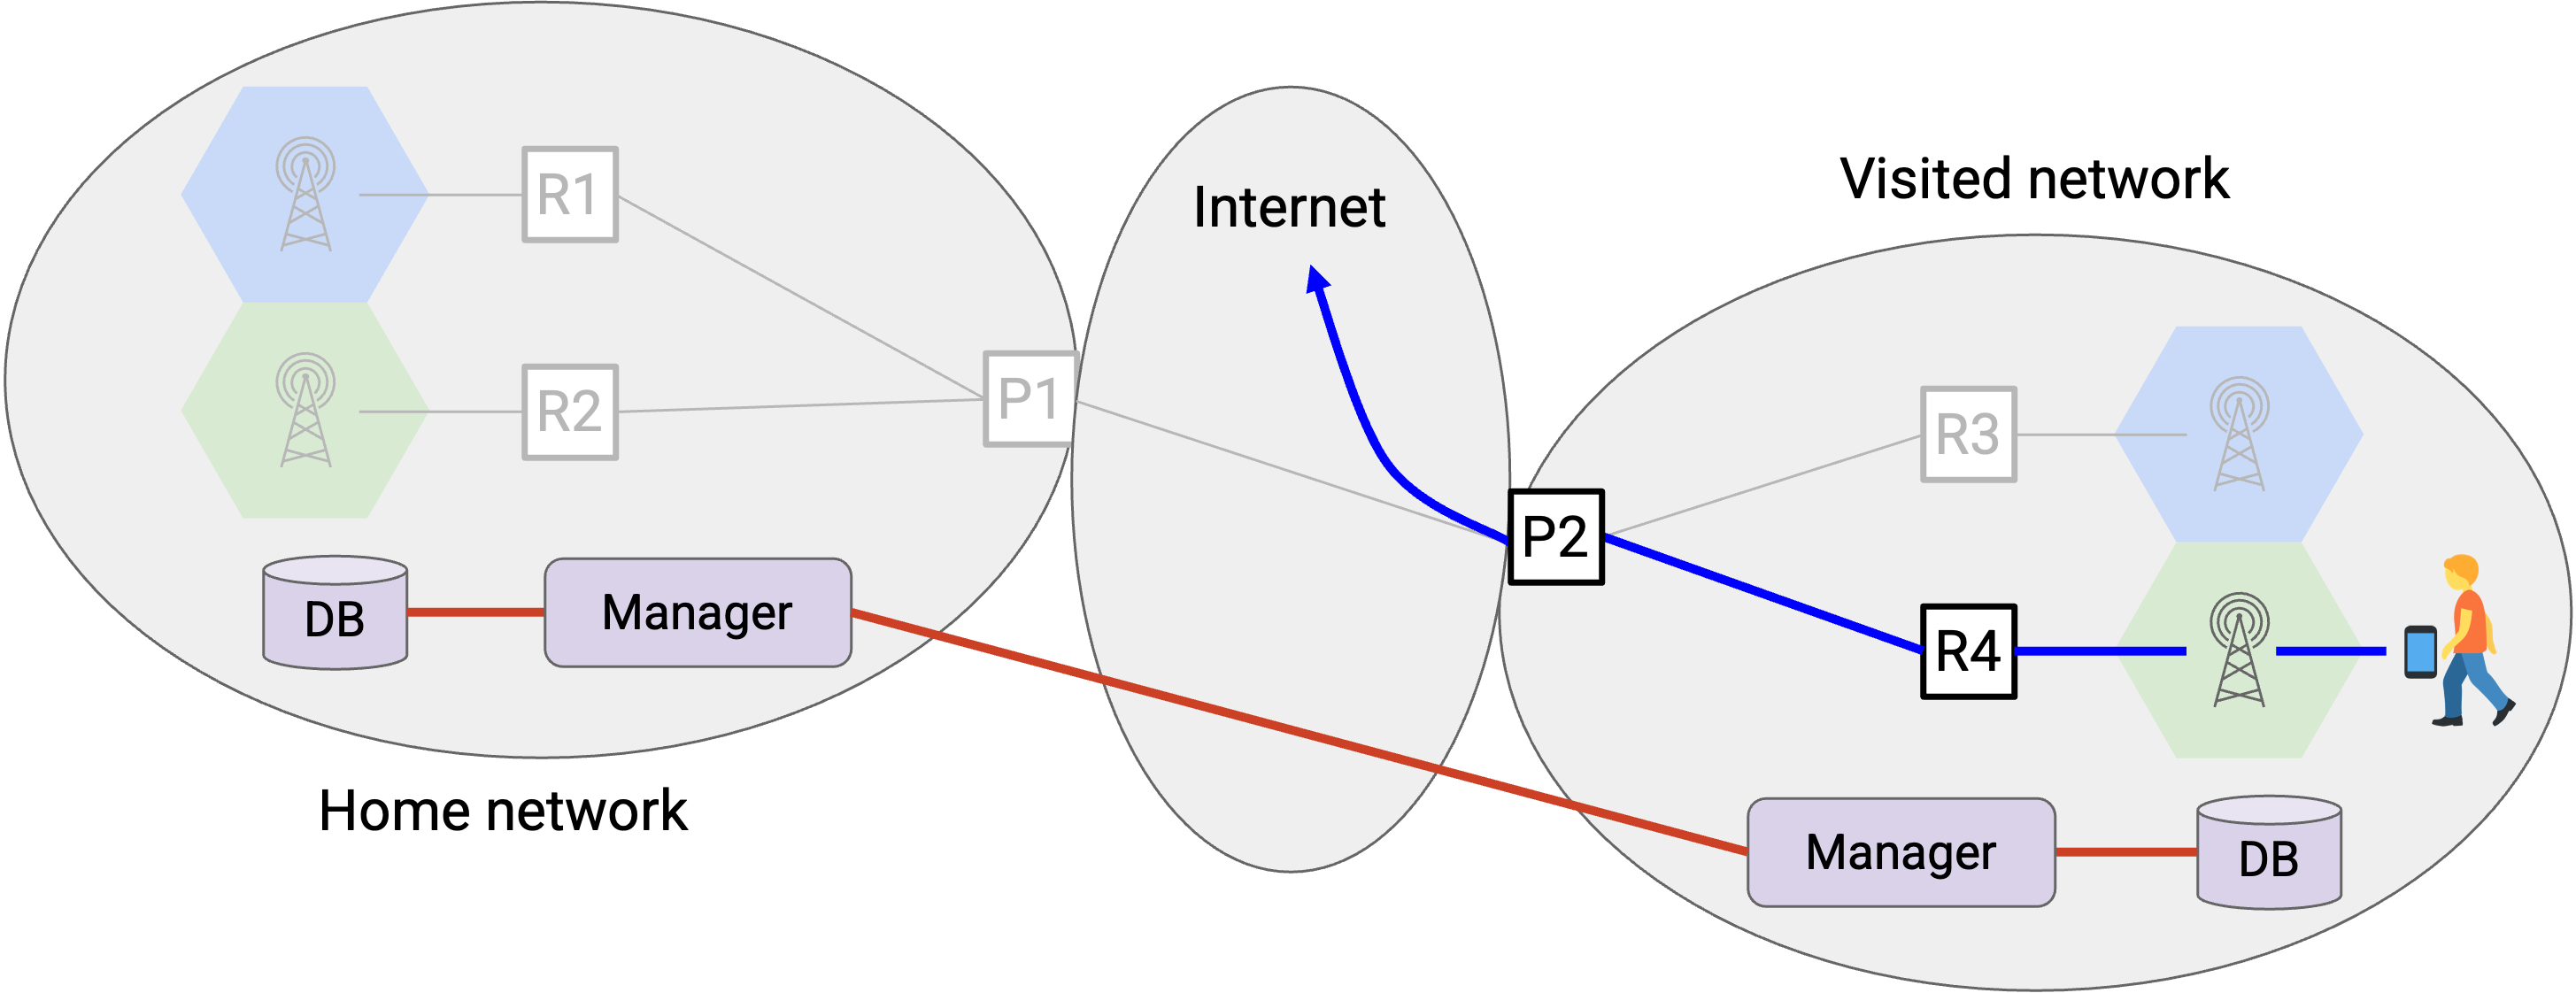 Internet
Visited network
R1
R2
P1
P2
R3
R4
DB
Manager
Home network
Manager
DB